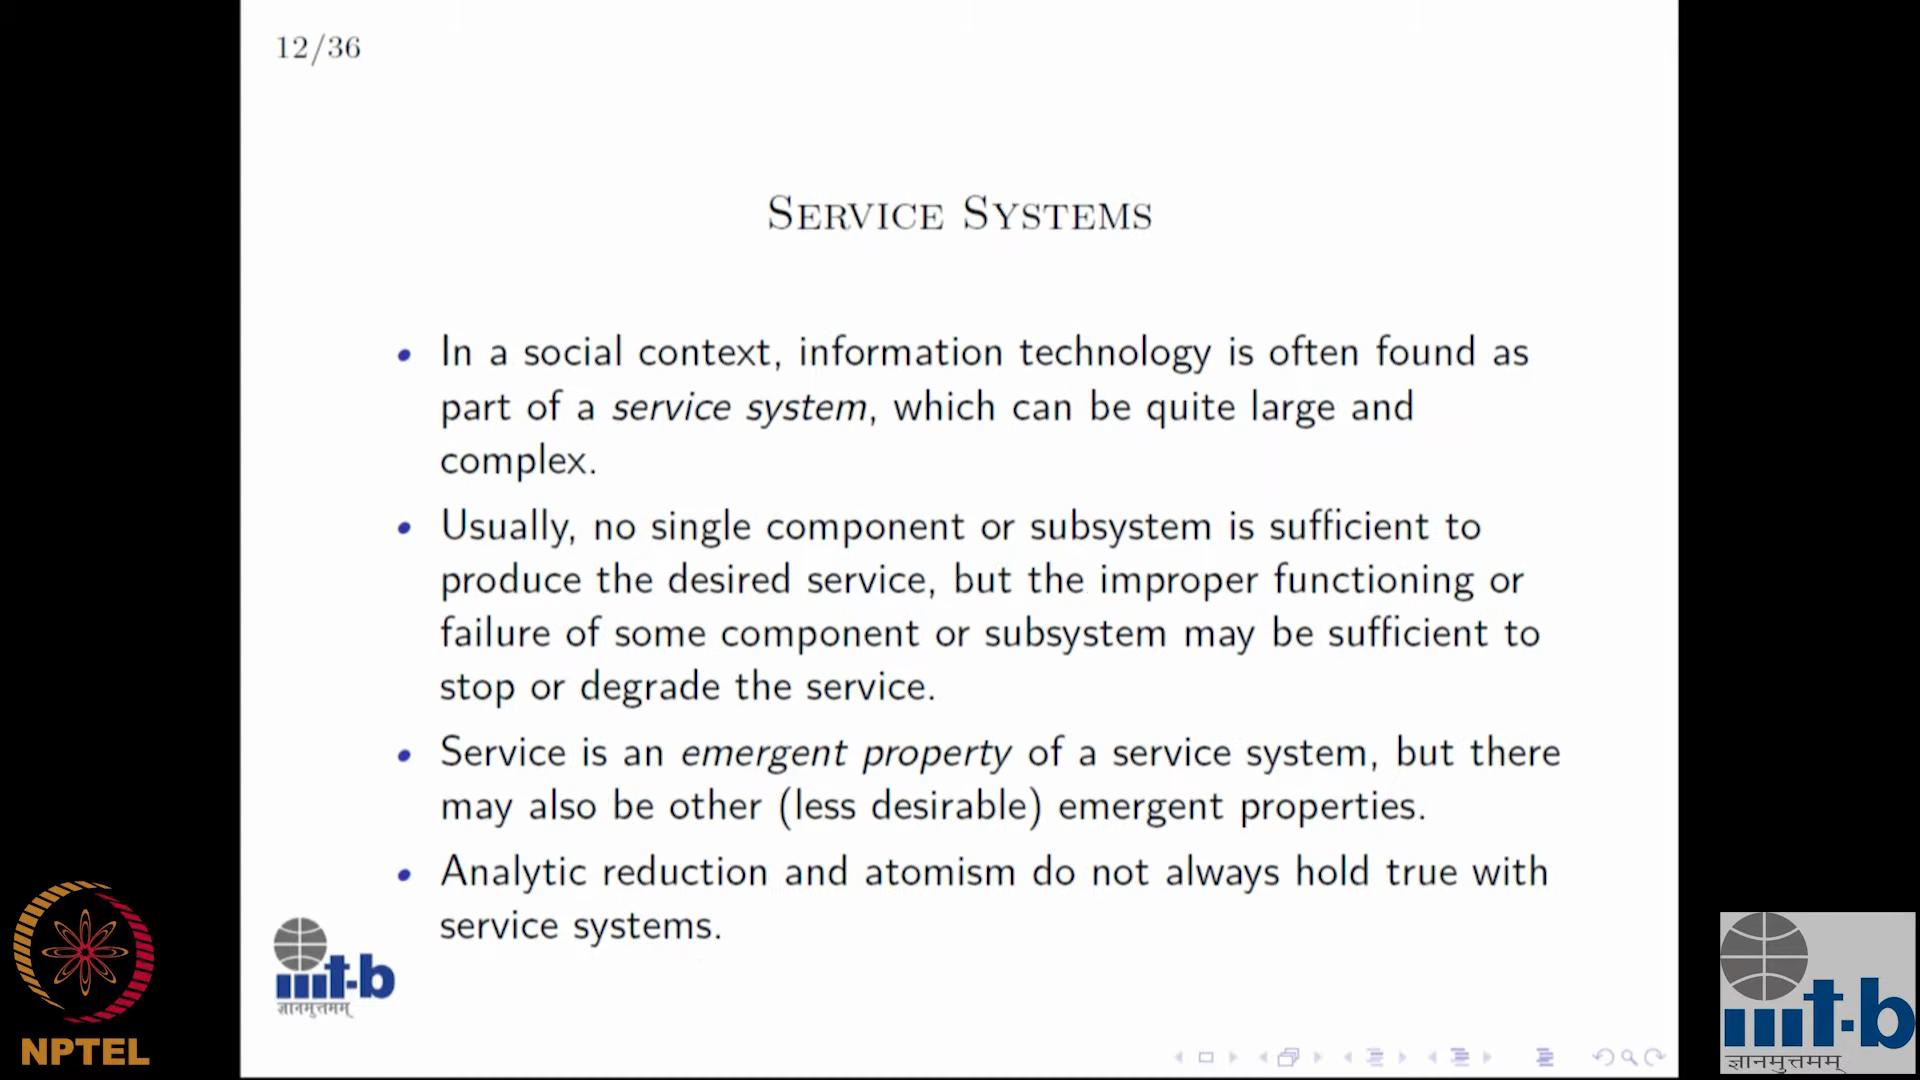 12/36
SERVICE SYSTEMS
• In a social context, information technology is often found as
part of a service system, which can be quite large and
complex.
• Usually, no single component or subsystem is sufficient to
produce the desired service, but the improper functioning or
failure of some component or subsystem may be sufficient to
stop or degrade the service.
• Service is an emergent property of a service system, but there
may also be other (less desirable) emergent properties.
• Analytic reduction and atomism do not always hold true with
service systems.
iiit-b
ज्ञानमुत्तमम्
NPTEL
iiit-b
ज्ञानमुत्तमम्